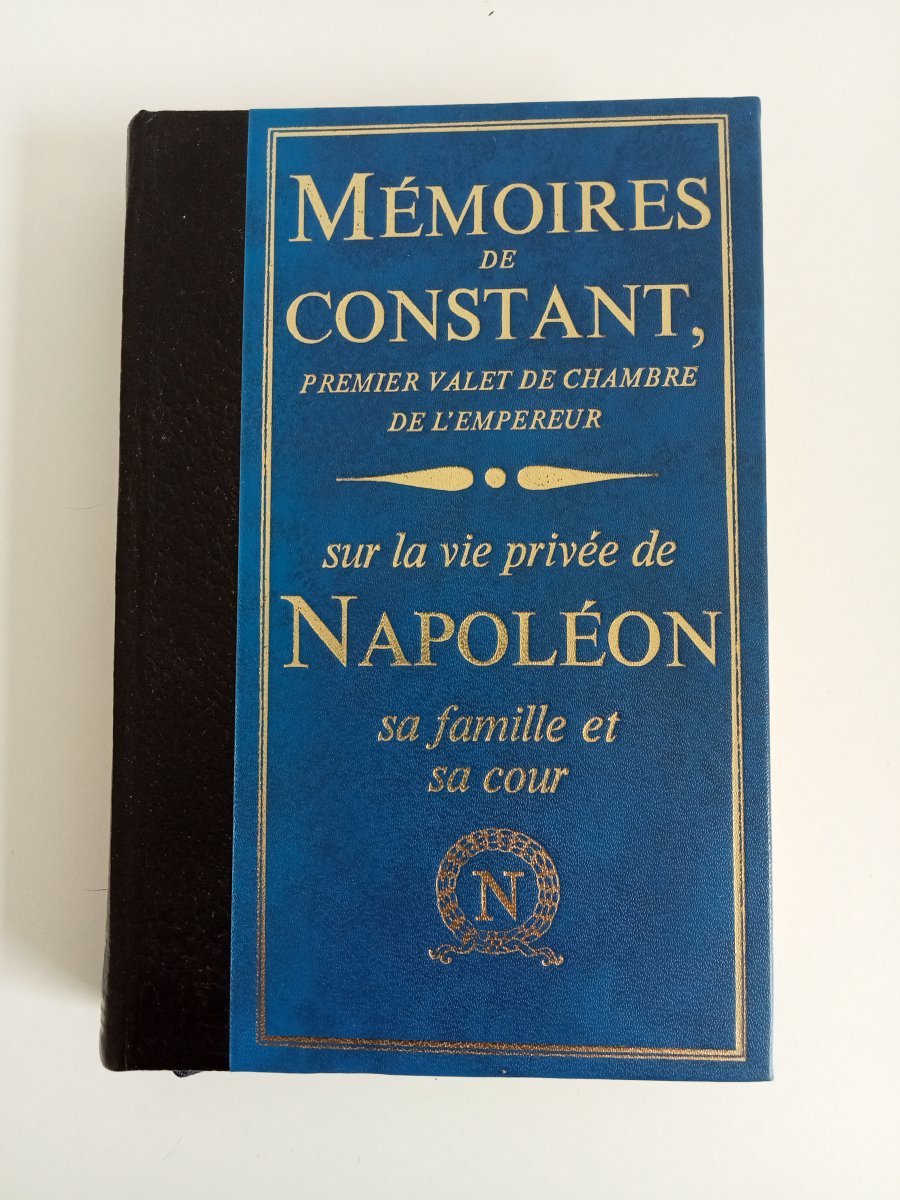 MÉMOIRES
DE
CONSTANT,
PREMIER VALET DE CHAMBRE
DE L'EMPEREUR
sur la vie privée de
NAPOLÉON
sa famille et
sa cour
N